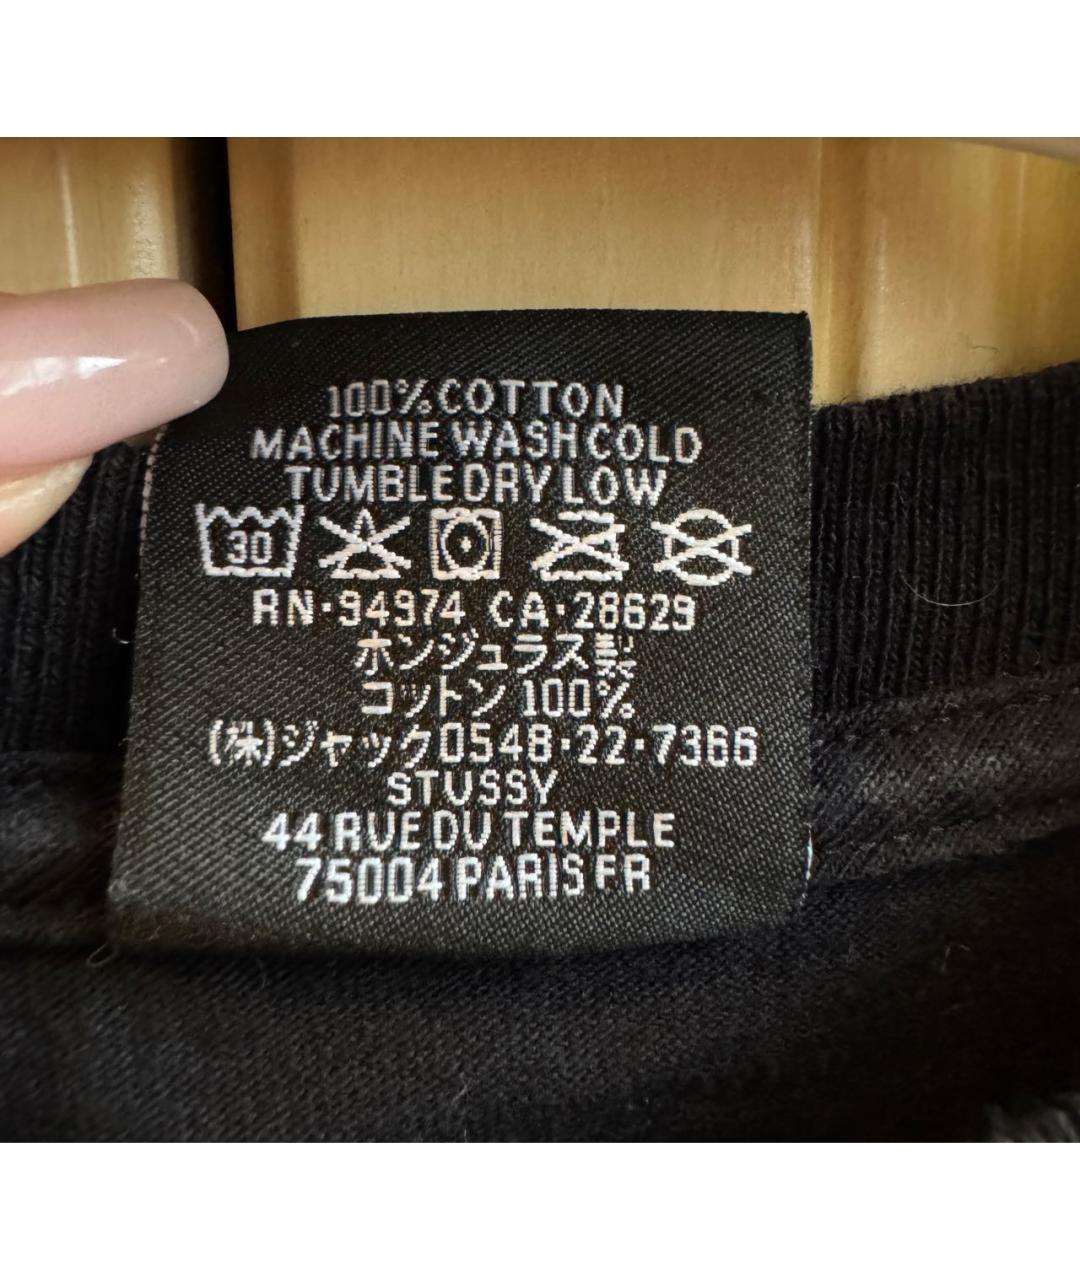 100% COTTON
MACHINE WASH COLD
TUMBLE DRY LOW
30
RN·94974 CA·28629
ホンジュラス製
コットン 100%
(株)ジャック0548·22·7366
STUSSY
44 RUE DU TEMPLE
75004 PARIS FR